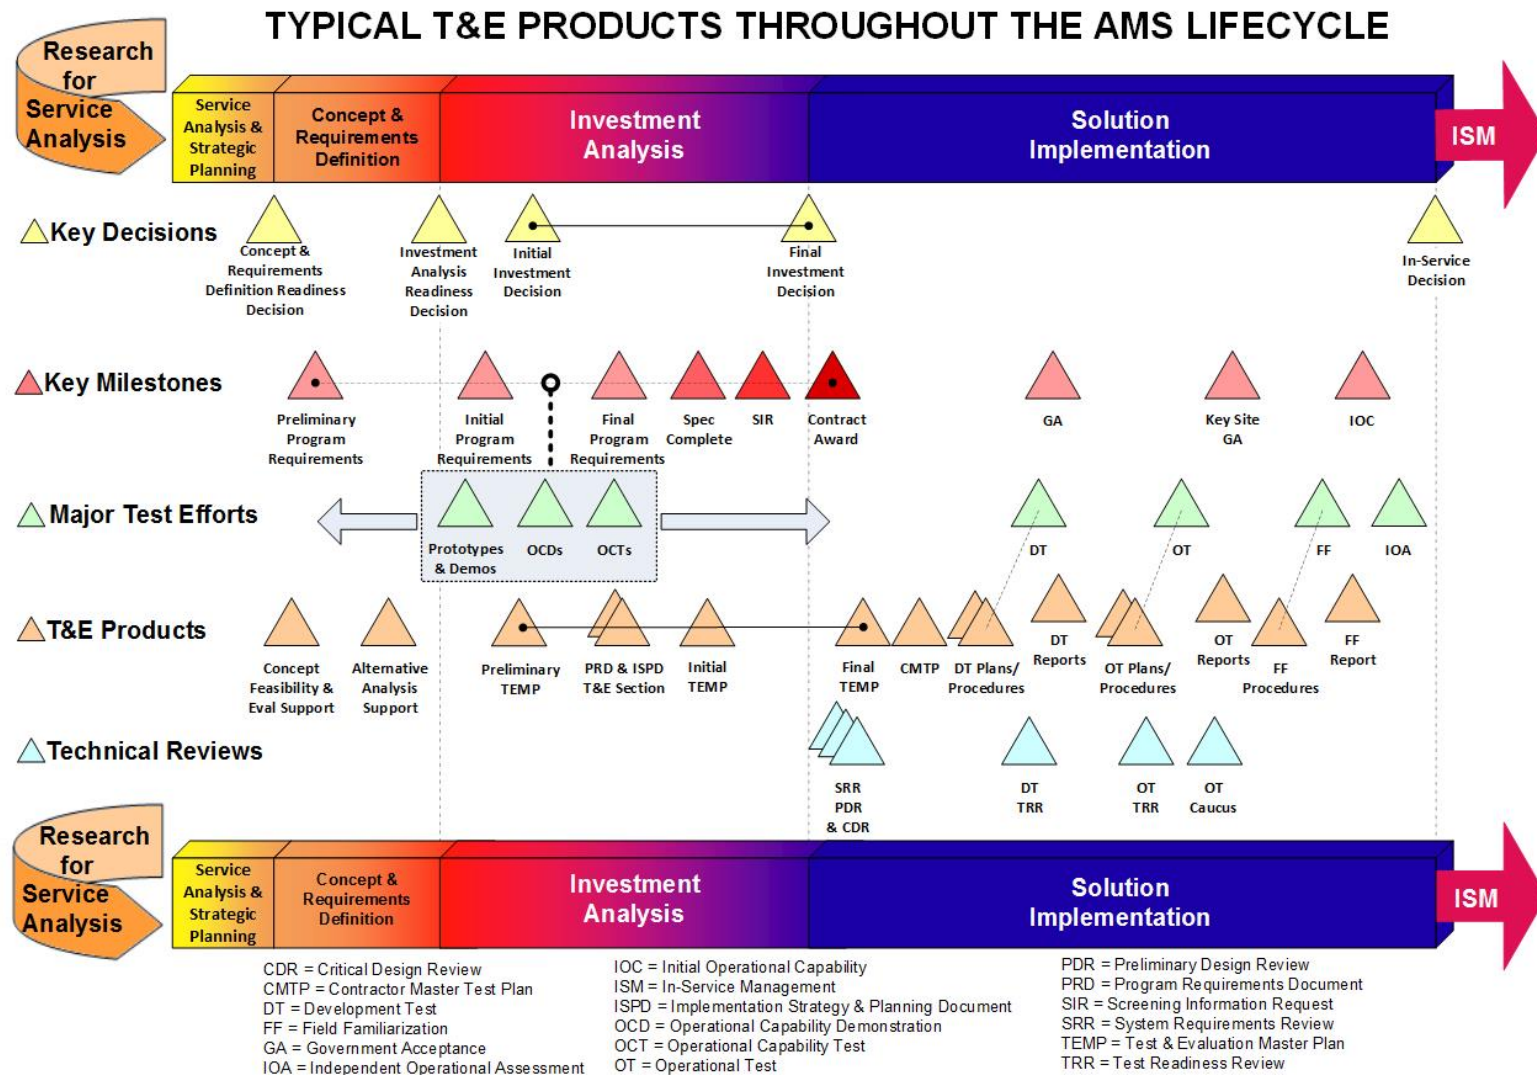 TYPICAL T&E PRODUCTS THROUGHOUT THE AMS LIFECYCLE
Research
for
Service
Analysis
Service
Analysis &
Strategic
Planning
Concept &
Requirements
Definition
Investment
Analysis
Solution
Implementation
ISM
Key Decisions
Concept &
Requirements
Definition Readiness
Decision
Investment
Analysis
Readiness
Decision
Initial
Investment
Decision
Final
Investment
Decision
In-Service
Decision
Key Milestones
Preliminary
Program
Requirements
Initial
Program
Requirements
Final
Program
Requirements
Spec
Complete
SIR
Contract
Award
GA
Key Site
GA
IOC
Major Test Efforts
Prototypes
& Demos
OCDs
OCTs
DT
OT
FF
IOA
T&E Products
Concept
Feasibility &
Eval Support
Alternative
Analysis
Support
Preliminary
TEMP
PRD & ISPD
T&E Section
Initial
TEMP
Final
TEMP
CMTP
DT Plans/
Procedures
DT
Reports
OT Plans/
Procedures
OT
Reports
FF
Procedures
FF
Report
Technical Reviews
SRR
PDR
& CDR
DT
TRR
OT
TRR
OT
Caucus
Research
for
Service
Analysis
Service
Analysis &
Strategic
Planning
Concept &
Requirements
Definition
Investment
Analysis
Solution
Implementation
ISM
CDR = Critical Design Review
CMTP = Contractor Master Test Plan
DT = Development Test
FF = Field Familiarization
GA = Government Acceptance
IOA = Independent Operational Assessment
IOC = Initial Operational Capability
ISM = In-Service Management
ISPD = Implementation Strategy & Planning Document
OCD = Operational Capability Demonstration
OCT = Operational Capability Test
OT = Operational Test
PDR = Preliminary Design Review
PRD = Program Requirements Document
SIR = Screening Information Request
SRR = System Requirements Review
TEMP = Test & Evaluation Master Plan
TRR = Test Readiness Review